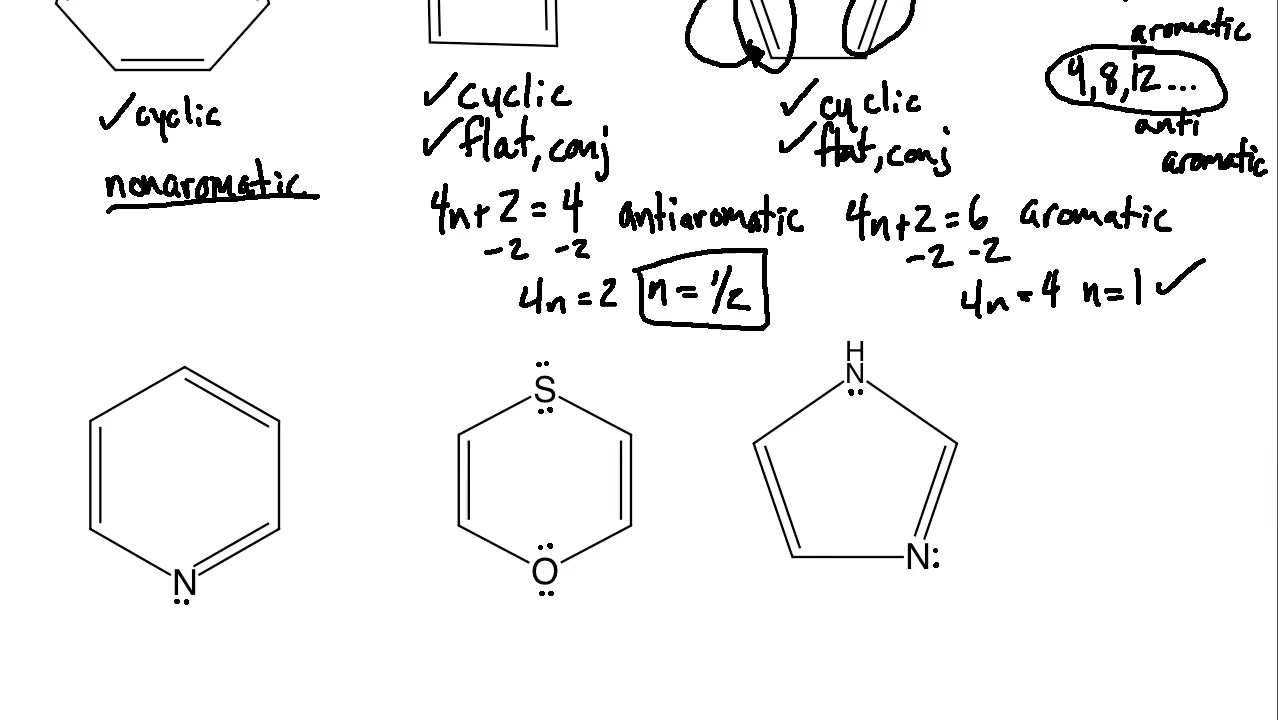 aromatic
4,8,12...
anti
aromatic
✓cyclic
nonaromatic
✓cyclic
✓flat, conj
4n+2=4 antiaromatic
-2 -2
4n=2 n=1/2
✓cyclic
✓flat, conj
4n+2=6 aromatic
-2 -2
4n=4 n=1 ✓
N
S
O
H
N
N